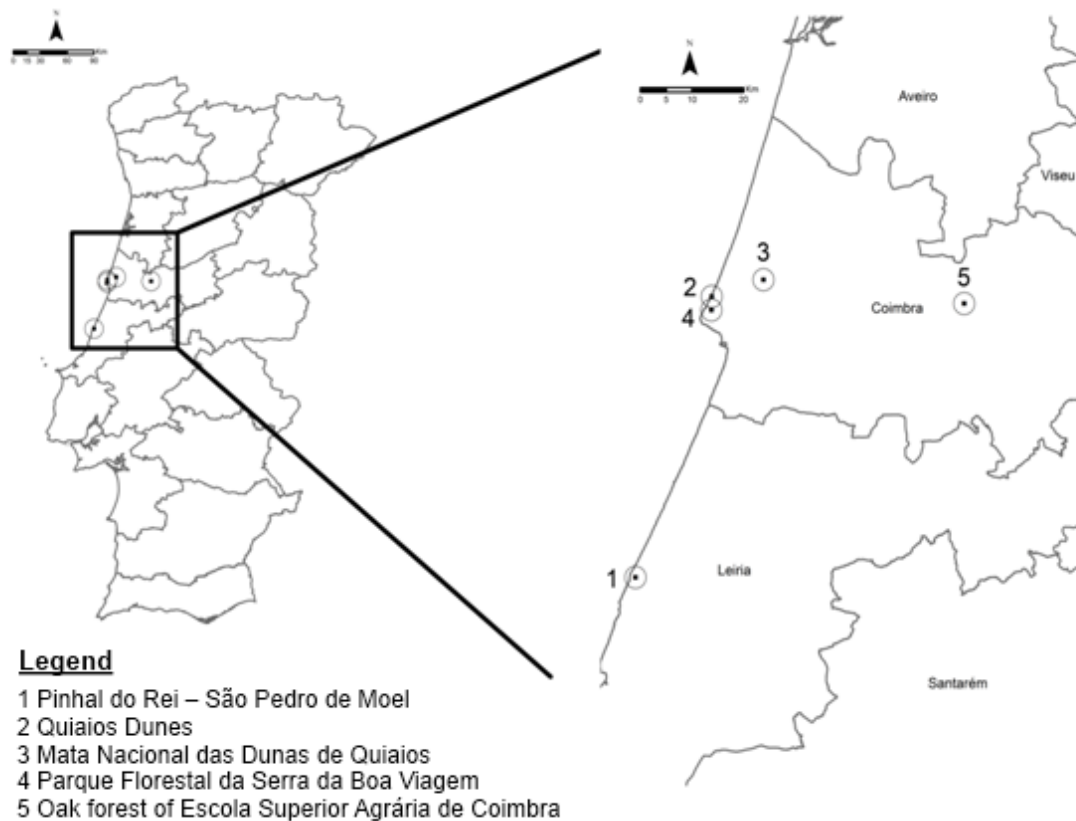 N
Km
0 15 30 60 90
N
Km
0 5 10 20
Aveiro
Viseu
3
2
5
Coimbra
4
1
Leiria
Santarém
Legend
1 Pinhal do Rei – São Pedro de Moel
2 Quiaios Dunes
3 Mata Nacional das Dunas de Quiaios
4 Parque Florestal da Serra da Boa Viagem
5 Oak forest of Escola Superior Agrária de Coimbra